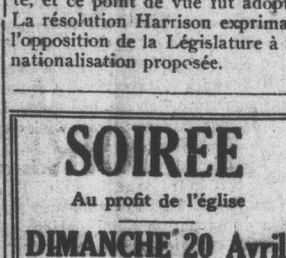 té, et ce point de vue fut adopt
La résolution Harrison exprima
l'opposition de la Législature à
nationalisation proposée.
SOIREE
Au profit de l'église
DIMANCHE 20 Avril